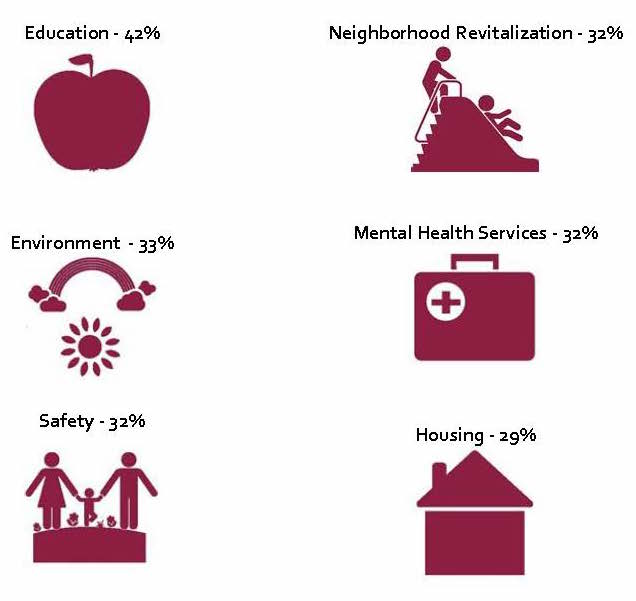 Education - 42%
Neighborhood Revitalization - 32%
Environment - 33%
Mental Health Services - 32%
Safety - 32%
Housing - 29%